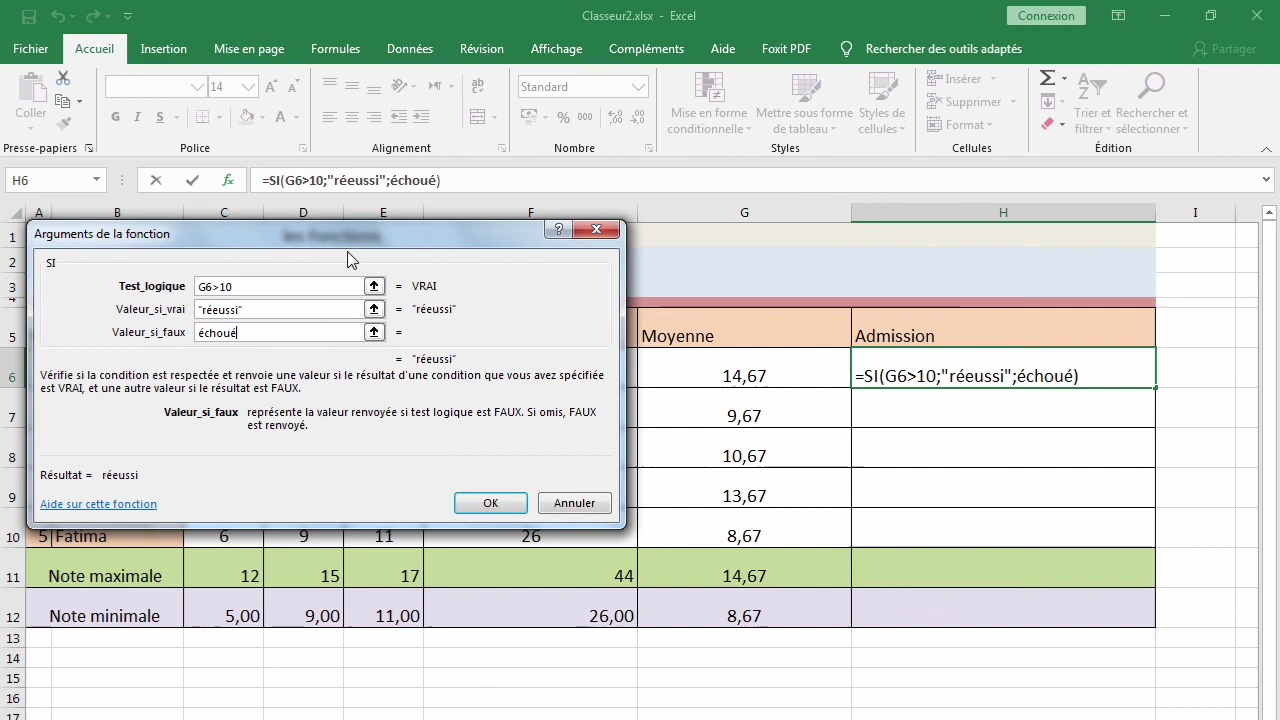 Classeur2.xlsx - Excel
Connexion
Fichier Accueil Insertion Mise en page Formules Données Révision Affichage Compléments Aide Foxit PDF Rechercher des outils adaptés Partager
Coller
14
G I S
Standard
% 000
Mise en forme conditionnelle
Mettre sous forme de tableau
Styles de cellules
Insérer
Supprimer
Format
Trier et filtrer
Rechercher et sélectionner
Presse-papiers Police Alignement Nombre Styles Cellules Édition
H6 =SI(G6>10;"réeussi";échoué)
A B C D E F G H I
1
2
3
4
5 Moyenne Admission
6 14,67 =SI(G6>10;"réeussi";échoué)
7 9,67
8 10,67
9 13,67
10 5 Fatima 6 9 11 26 8,67
11 Note maximale 12 15 17 44 14,67
12 Note minimale 5,00 9,00 11,00 26,00 8,67
13
14
15
16
17
Arguments de la fonction
les Fonctions
SI
Test_logique G6>10 = VRAI
Valeur_si_vrai "réeussi" = "réeussi"
Valeur_si_faux échoué =
= "réeussi"
Vérifie si la condition est respectée et renvoie une valeur si le résultat d'une condition que vous avez spécifiée
est VRAI, et une autre valeur si le résultat est FAUX.
Valeur_si_faux représente la valeur renvoyée si test logique est FAUX. Si omis, FAUX
est renvoyé.
Résultat = réeussi
Aide sur cette fonction
OK Annuler